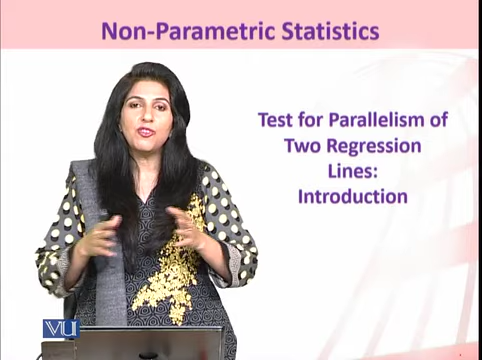 Non-Parametric Statistics
Test for Parallelism of
Two Regression
Lines:
Introduction
VU